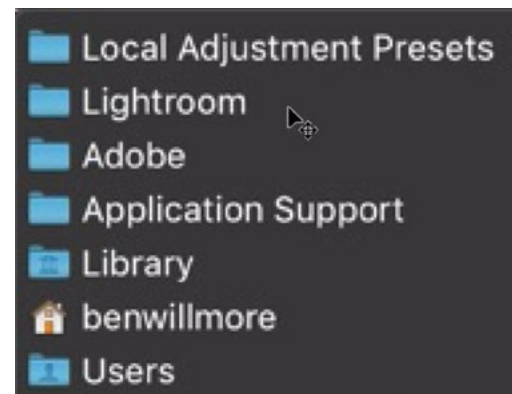 Local Adjustment Presets
Lightroom
Adobe
Application Support
Library
benwillmore
Users